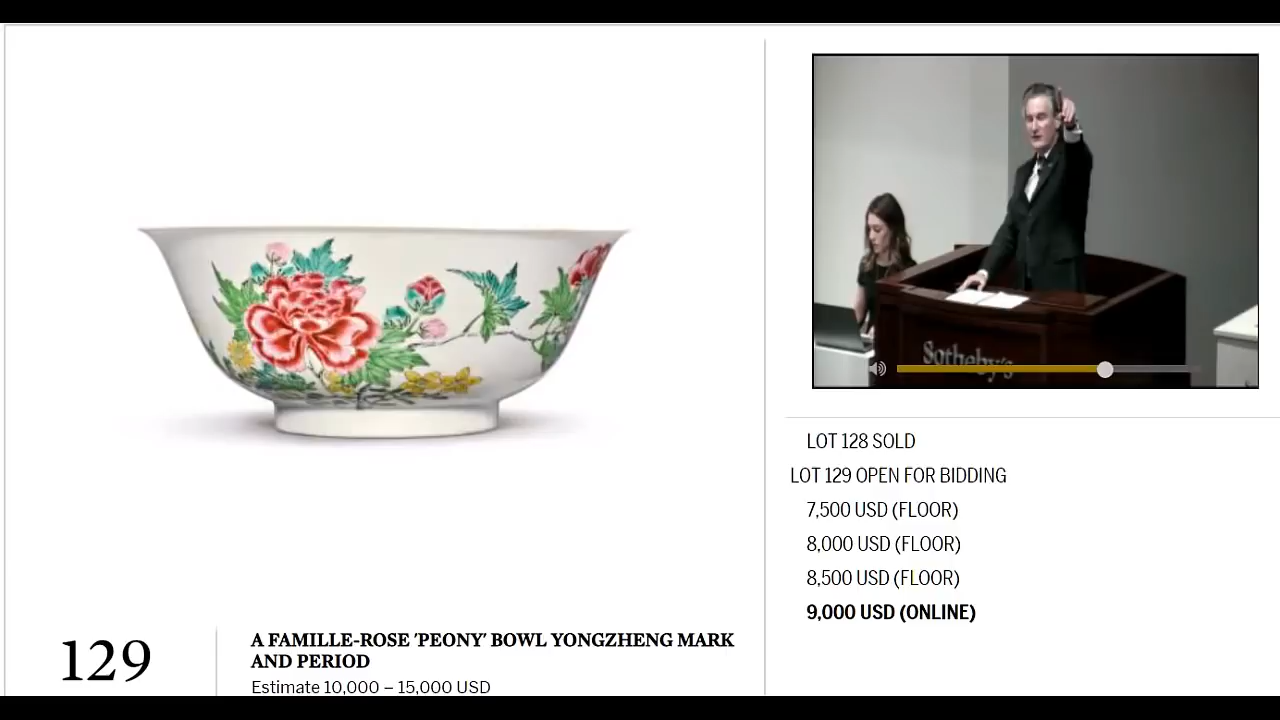 Sotheby's
LOT 128 SOLD
LOT 129 OPEN FOR BIDDING
7,500 USD (FLOOR)
8,000 USD (FLOOR)
8,500 USD (FLOOR)
9,000 USD (ONLINE)
129
A FAMILLE-ROSE 'PEONY' BOWL YONGZHENG MARK
AND PERIOD
Estimate 10,000 – 15,000 USD